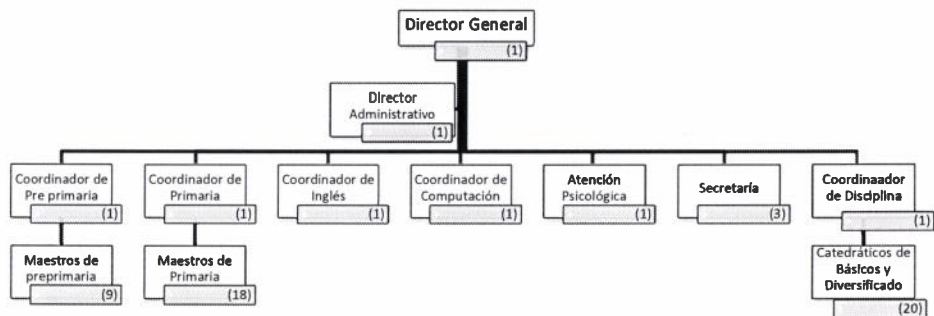 Director General
(1)
Director
Administrativo
(1)
Coordinador de
Pre primaria
(1)
Coordinador de
Primaria
(1)
Coordinador de
Inglés
(1)
Coordinador de
Computación
(1)
Atención
Psicológica
(1)
Secretaría
(3)
Coordinaador
de Disciplina
(1)
Maestros de
preprimaria
(9)
Maestros de
Primaria
(18)
Catedráticos de
Básicos y
Diversificado
(20)